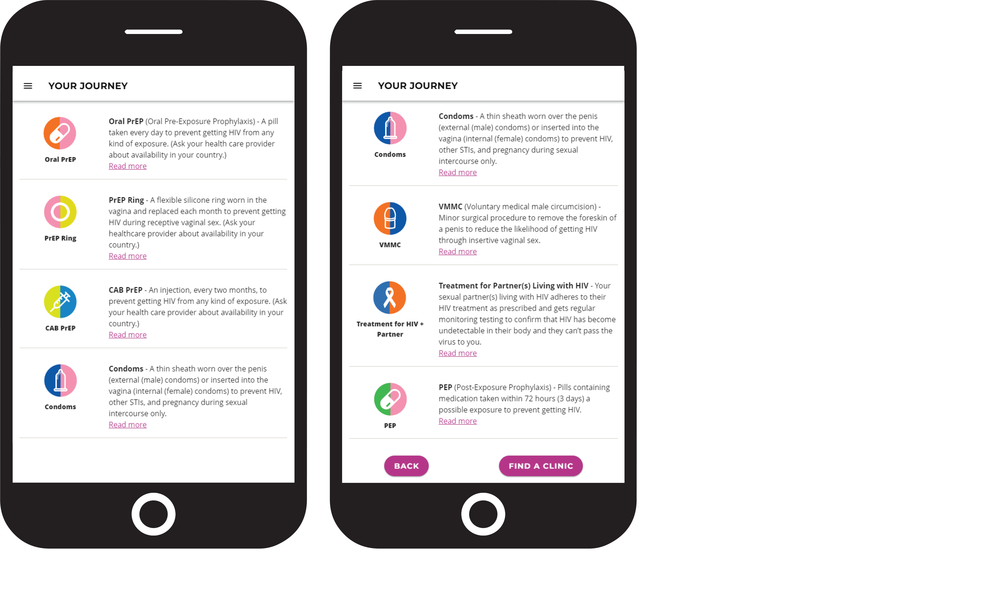 YOUR JOURNEY
Oral PrEP
Oral PrEP (Oral Pre-Exposure Prophylaxis) - A pill
taken every day to prevent getting HIV from any
kind of exposure. (Ask your health care provider
about availability in your country.)
Read more
PrEP Ring
PrEP Ring - A flexible silicone ring worn in the
vagina and replaced each month to prevent getting
HIV during receptive vaginal sex. (Ask your
healthcare provider about availability in your
country.)
Read more
CAB PrEP
CAB PrEP - An injection, every two months, to
prevent getting HIV from any kind of exposure. (Ask
your health care provider about availability in your
country.)
Read more
Condoms
Condoms - A thin sheath worn over the penis
(external (male) condoms) or inserted into the
vagina (internal (female) condoms) to prevent HIV,
other STIs, and pregnancy during sexual
intercourse only.
Read more
YOUR JOURNEY
Condoms
Condoms - A thin sheath worn over the penis
(external (male) condoms) or inserted into the
vagina (internal (female) condoms) to prevent HIV,
other STIs, and pregnancy during sexual
intercourse only.
Read more
VMMC
VMMC (Voluntary medical male circumcision) -
Minor surgical procedure to remove the foreskin of
a penis to reduce the likelihood of getting HIV
through insertive vaginal sex.
Read more
Treatment for HIV +
Partner
Treatment for Partner(s) Living with HIV - Your
sexual partner(s) living with HIV adheres to their
HIV treatment as prescribed and gets regular
monitoring testing to confirm that HIV has become
undetectable in their body and they can’t pass the
virus to you.
Read more
PEP
PEP (Post-Exposure Prophylaxis) - Pills containing
medication taken within 72 hours (3 days) a
possible exposure to prevent getting HIV.
Read more
BACK
FIND A CLINIC